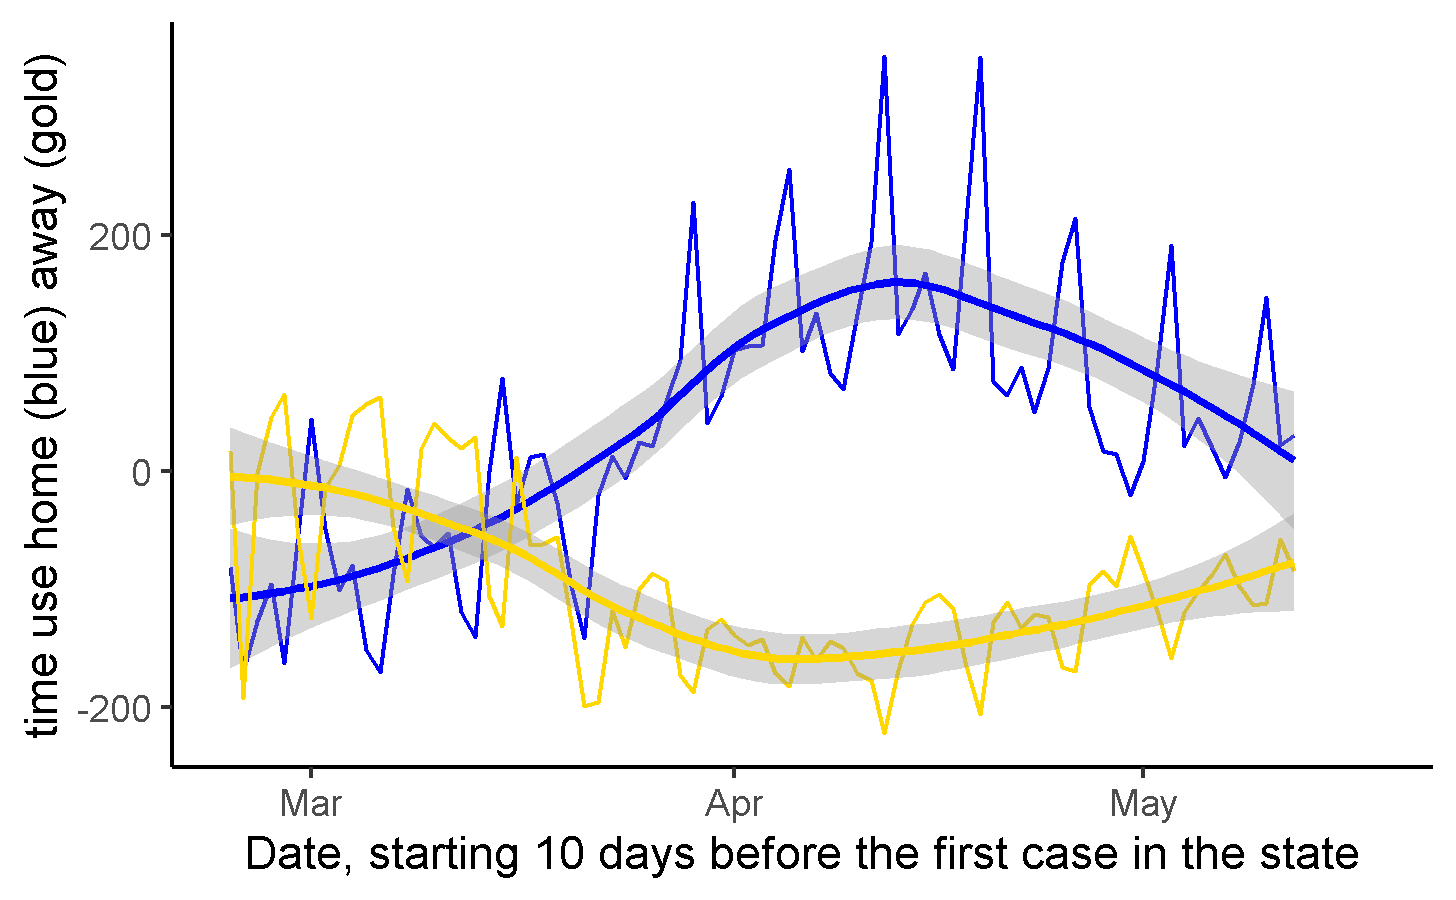 time use home (blue) away (gold)
200
0
-200
Mar Apr May
Date, starting 10 days before the first case in the state